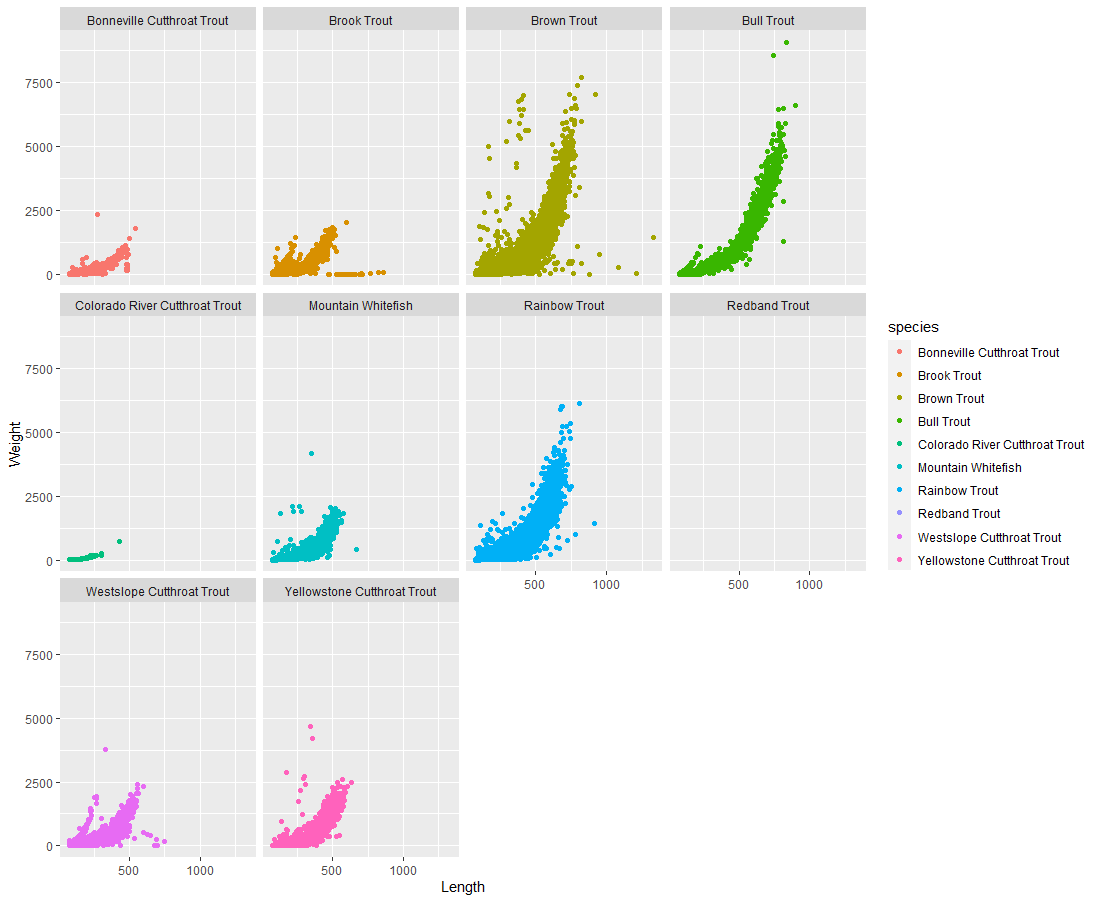 Bonneville Cutthroat Trout
Brook Trout
Brown Trout
Bull Trout
7500
5000
2500
0
Colorado River Cutthroat Trout
Mountain Whitefish
Rainbow Trout
Redband Trout
7500
5000
2500
0
500
1000
500
1000
Westslope Cutthroat Trout
Yellowstone Cutthroat Trout
7500
5000
2500
0
500
1000
500
1000
Weight
Length
species
Bonneville Cutthroat Trout
Brook Trout
Brown Trout
Bull Trout
Colorado River Cutthroat Trout
Mountain Whitefish
Rainbow Trout
Redband Trout
Westslope Cutthroat Trout
Yellowstone Cutthroat Trout